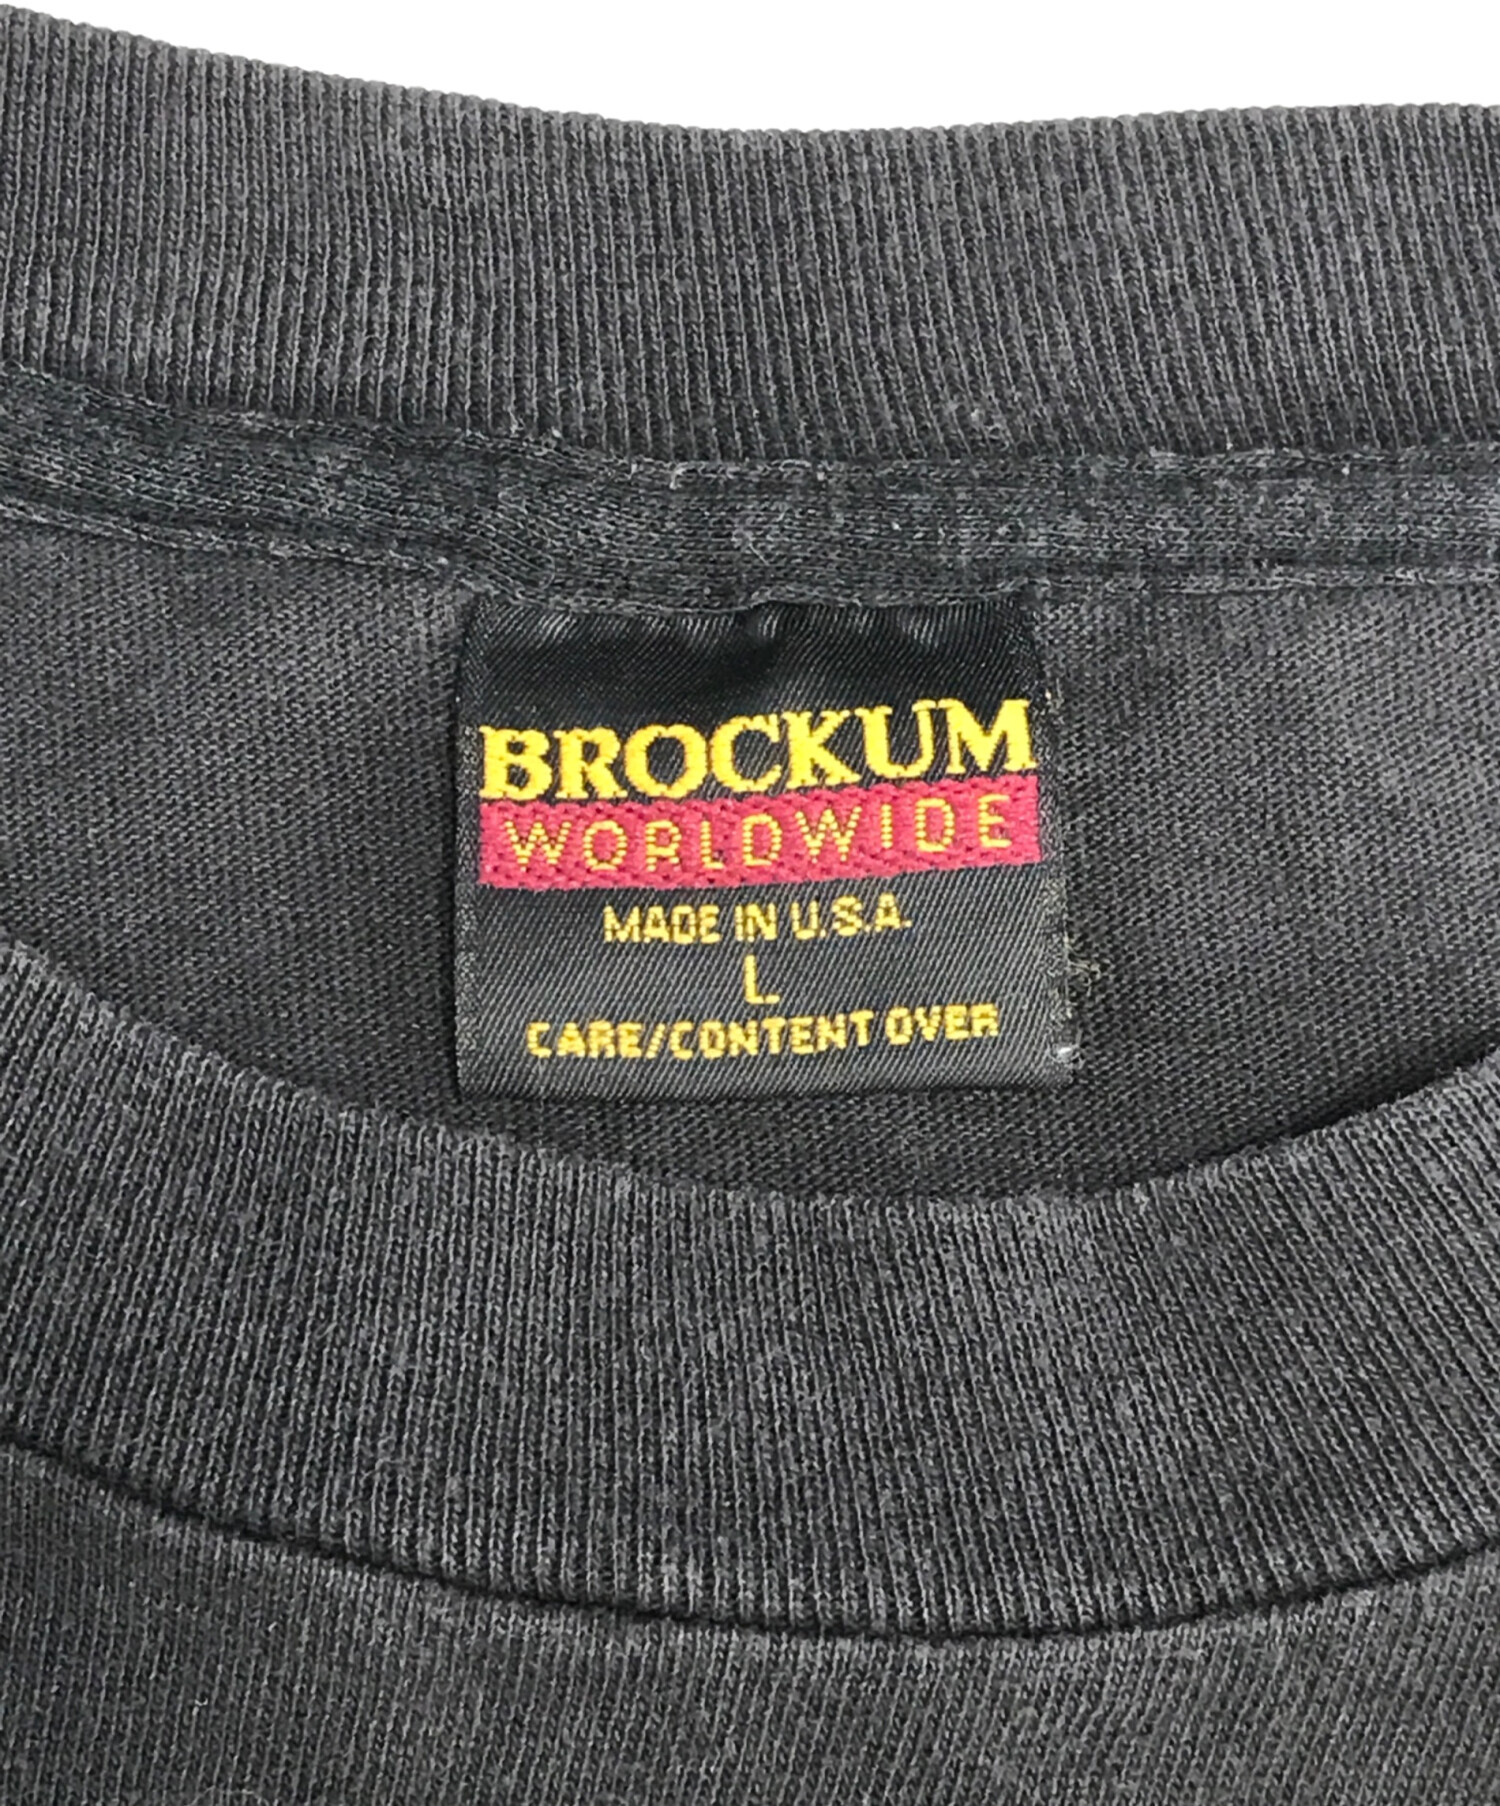 BROCKUM
WORLDWIDE
MADE IN U.S.A.
L
CARE/CONTENT OVER